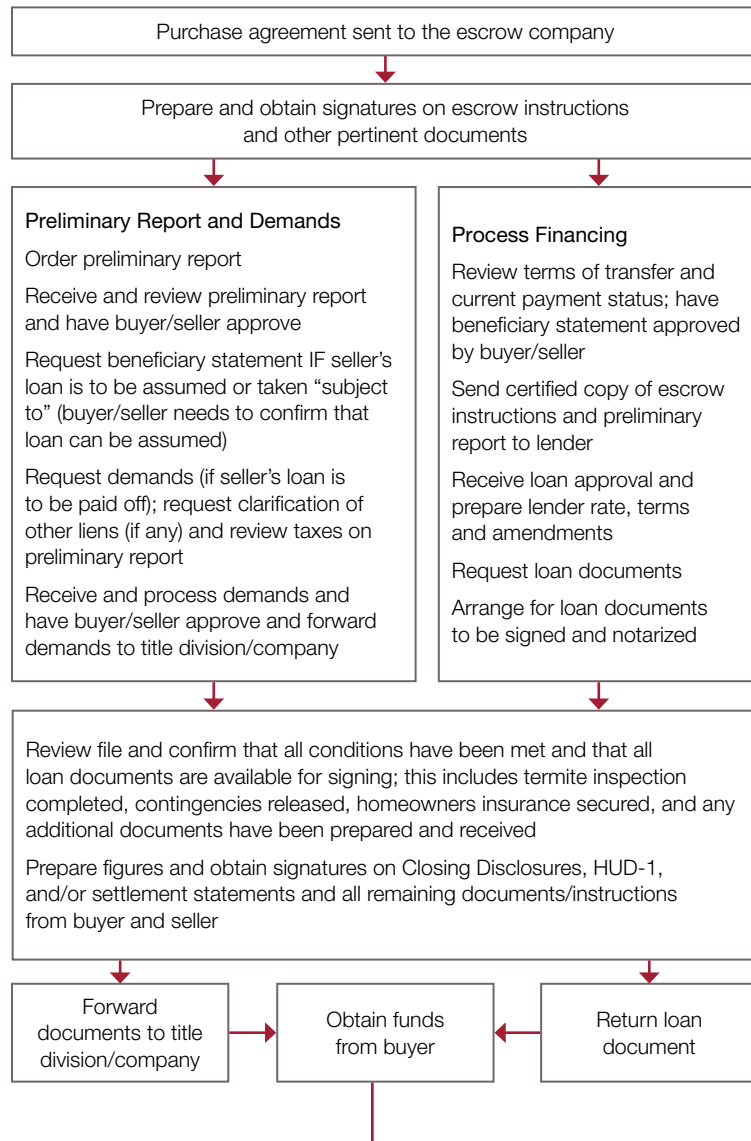 Purchase agreement sent to the escrow company
Prepare and obtain signatures on escrow instructions
and other pertinent documents
Preliminary Report and Demands
Order preliminary report
Receive and review preliminary report
and have buyer/seller approve
Request beneficiary statement IF seller’s
loan is to be assumed or taken “subject
to” (buyer/seller needs to confirm that
loan can be assumed)
Request demands (if seller’s loan is
to be paid off); request clarification of
other liens (if any) and review taxes on
preliminary report
Receive and process demands and
have buyer/seller approve and forward
demands to title division/company
Process Financing
Review terms of transfer and
current payment status; have
beneficiary statement approved
by buyer/seller
Send certified copy of escrow
instructions and preliminary
report to lender
Receive loan approval and
prepare lender rate, terms
and amendments
Request loan documents
Arrange for loan documents
to be signed and notarized
Review file and confirm that all conditions have been met and that all
loan documents are available for signing; this includes termite inspection
completed, contingencies released, homeowners insurance secured, and any
additional documents have been prepared and received
Prepare figures and obtain signatures on Closing Disclosures, HUD-1,
and/or settlement statements and all remaining documents/instructions
from buyer and seller
Forward
documents to title
division/company
Obtain funds
from buyer
Return loan
document